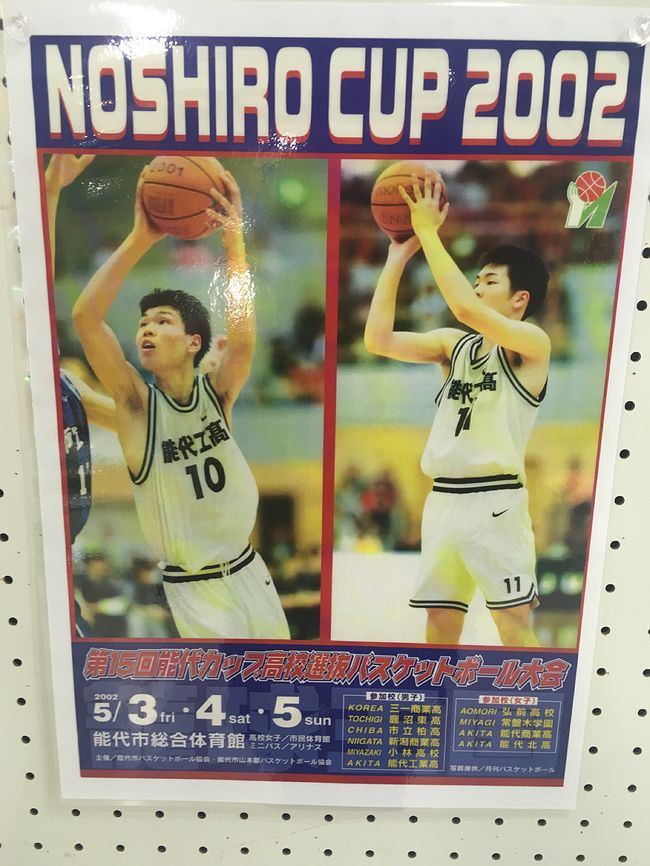 NOSHIRO CUP 2002
能代工高
10
能代工高
11
11
第15回能代カップ高校選抜バスケットボール大会
2002
5/3fri・4sat・5sun
能代市総合体育館
高校女子/市民体育館
ミニバス/アリナス
主催/能代市バスケットボール協会・能代市山本郡バスケットボール協会
参加校(男子)
KOREA 三一商業高
TOCHIGI 鹿沼東高
CHIBA 市立柏高
NIIGATA 新潟商業高
MIYAZAKI 小林高校
AKITA 能代工業高
参加校(女子)
AOMORI 弘前高校
MIYAGI 常盤木学園
AKITA 能代商業高
AKITA 能代北高
写真提供/月刊バスケットボール